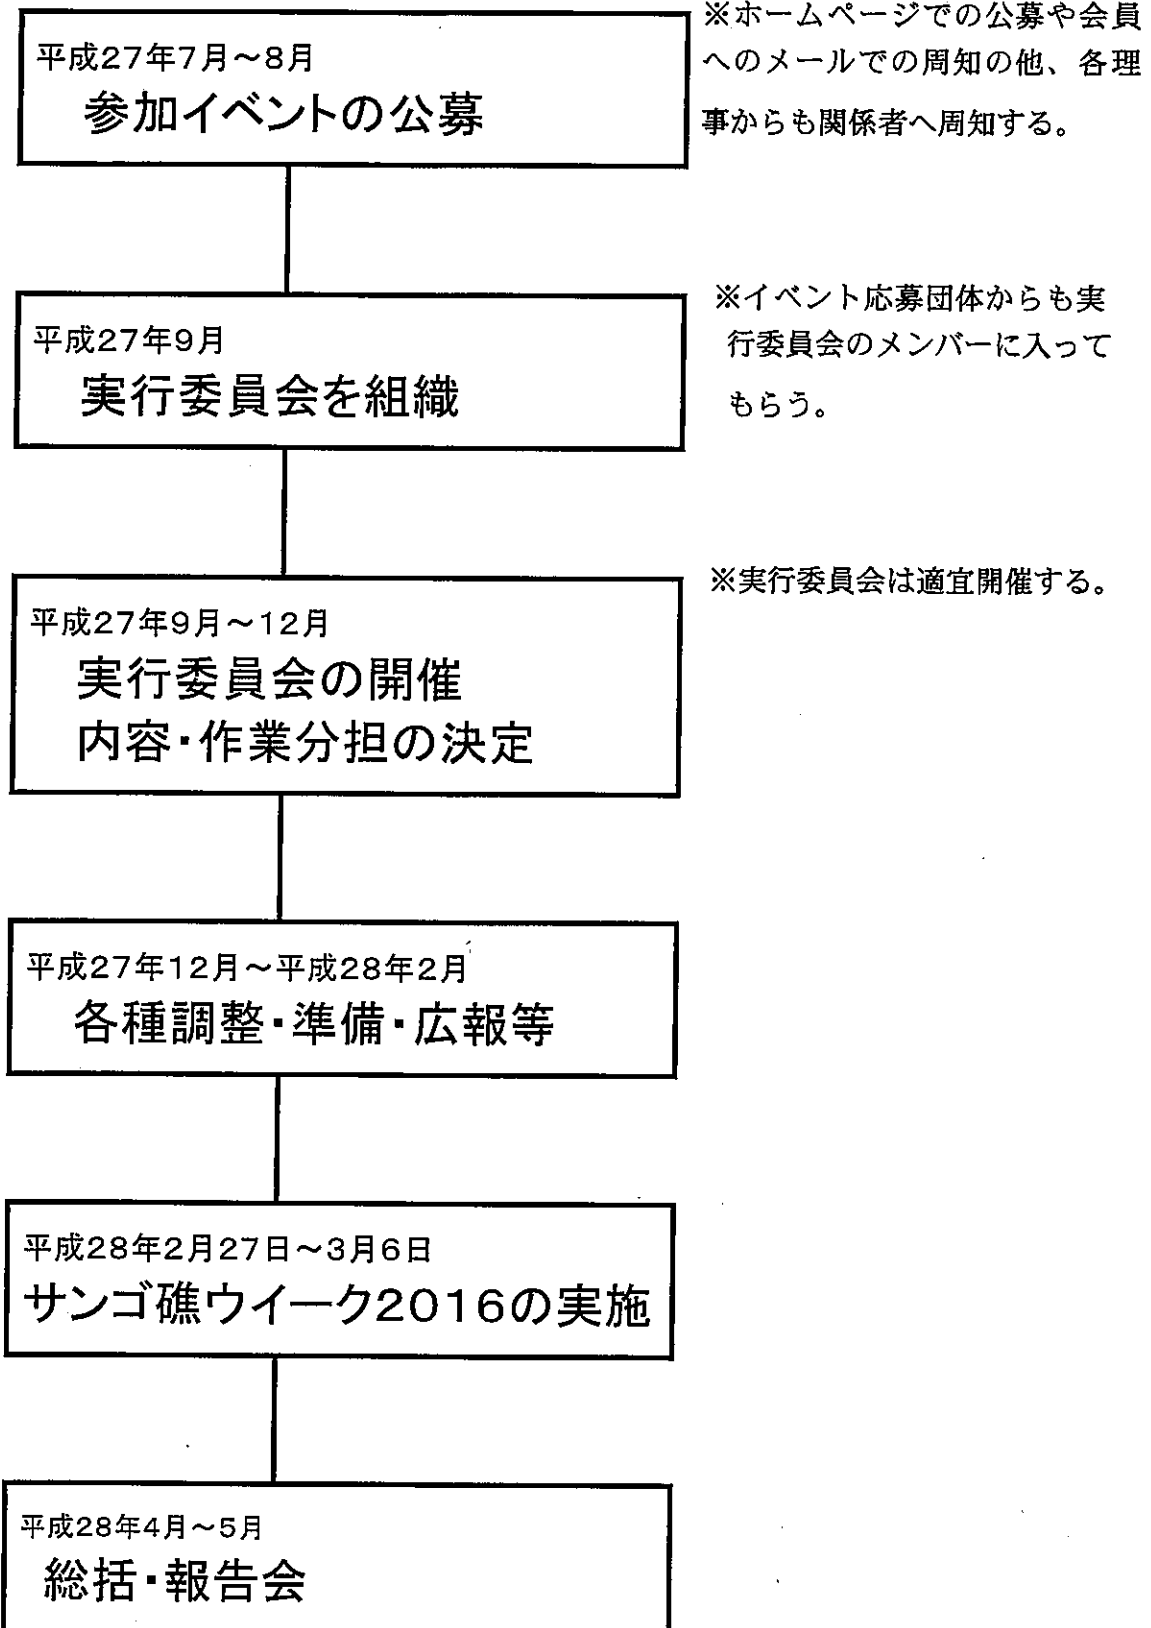 ※ホームページでの公募や会員
平成27年7月～8月
へのメールでの周知の他、各理
参加イベントの公募
事からも関係者へ周知する。
※イベント応募団体からも実
平成27年9月
行委員会のメンバーに入って
実行委員会を組織
もらう。
※実行委員会は適宜開催する。
平成27年9月～12月
実行委員会の開催
内容・作業分担の決定
平成27年12月～平成28年2月
各種調整・準備・広報等
平成28年2月27日～3月6日
サンゴ礁ウイーク2016の実施
平成28年4月～5月
総括・報告会